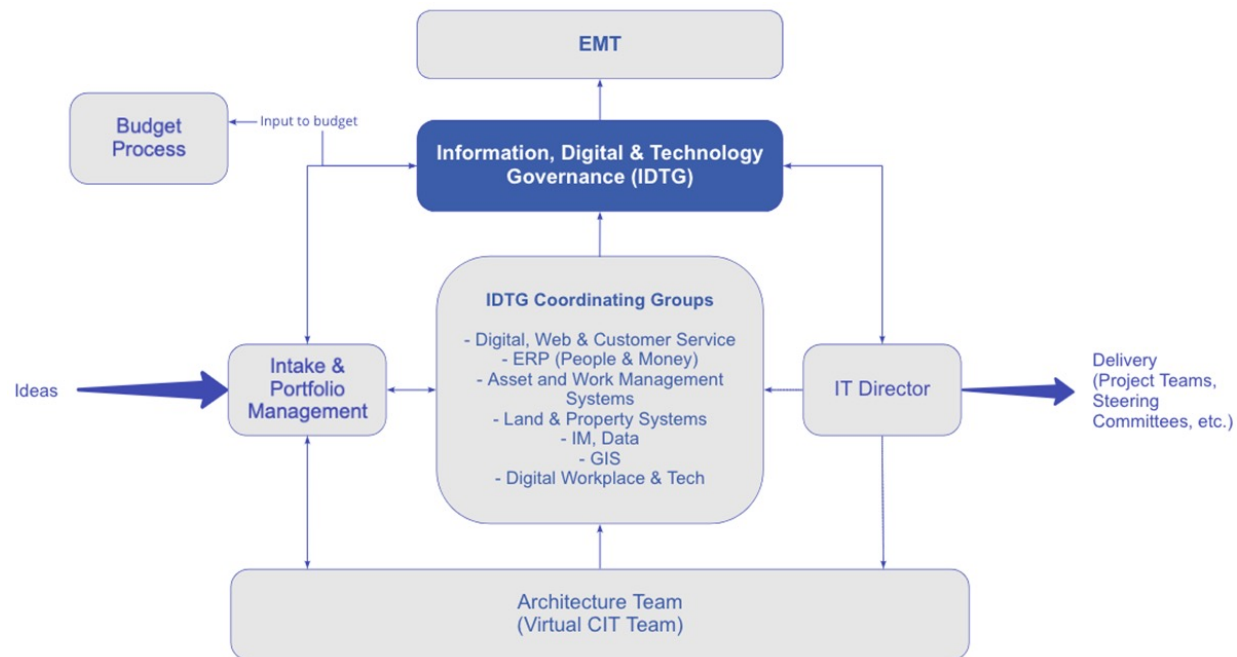 EMT
Budget
Process
Input to budget
Information, Digital & Technology
Governance (IDTG)
IDTG Coordinating Groups
- Digital, Web & Customer Service
- ERP (People & Money)
- Asset and Work Management
Systems
- Land & Property Systems
- IM, Data
- GIS
- Digital Workplace & Tech
Ideas
Intake &
Portfolio
Management
IT Director
Delivery
(Project Teams,
Steering
Committees, etc.)
Architecture Team
(Virtual CIT Team)